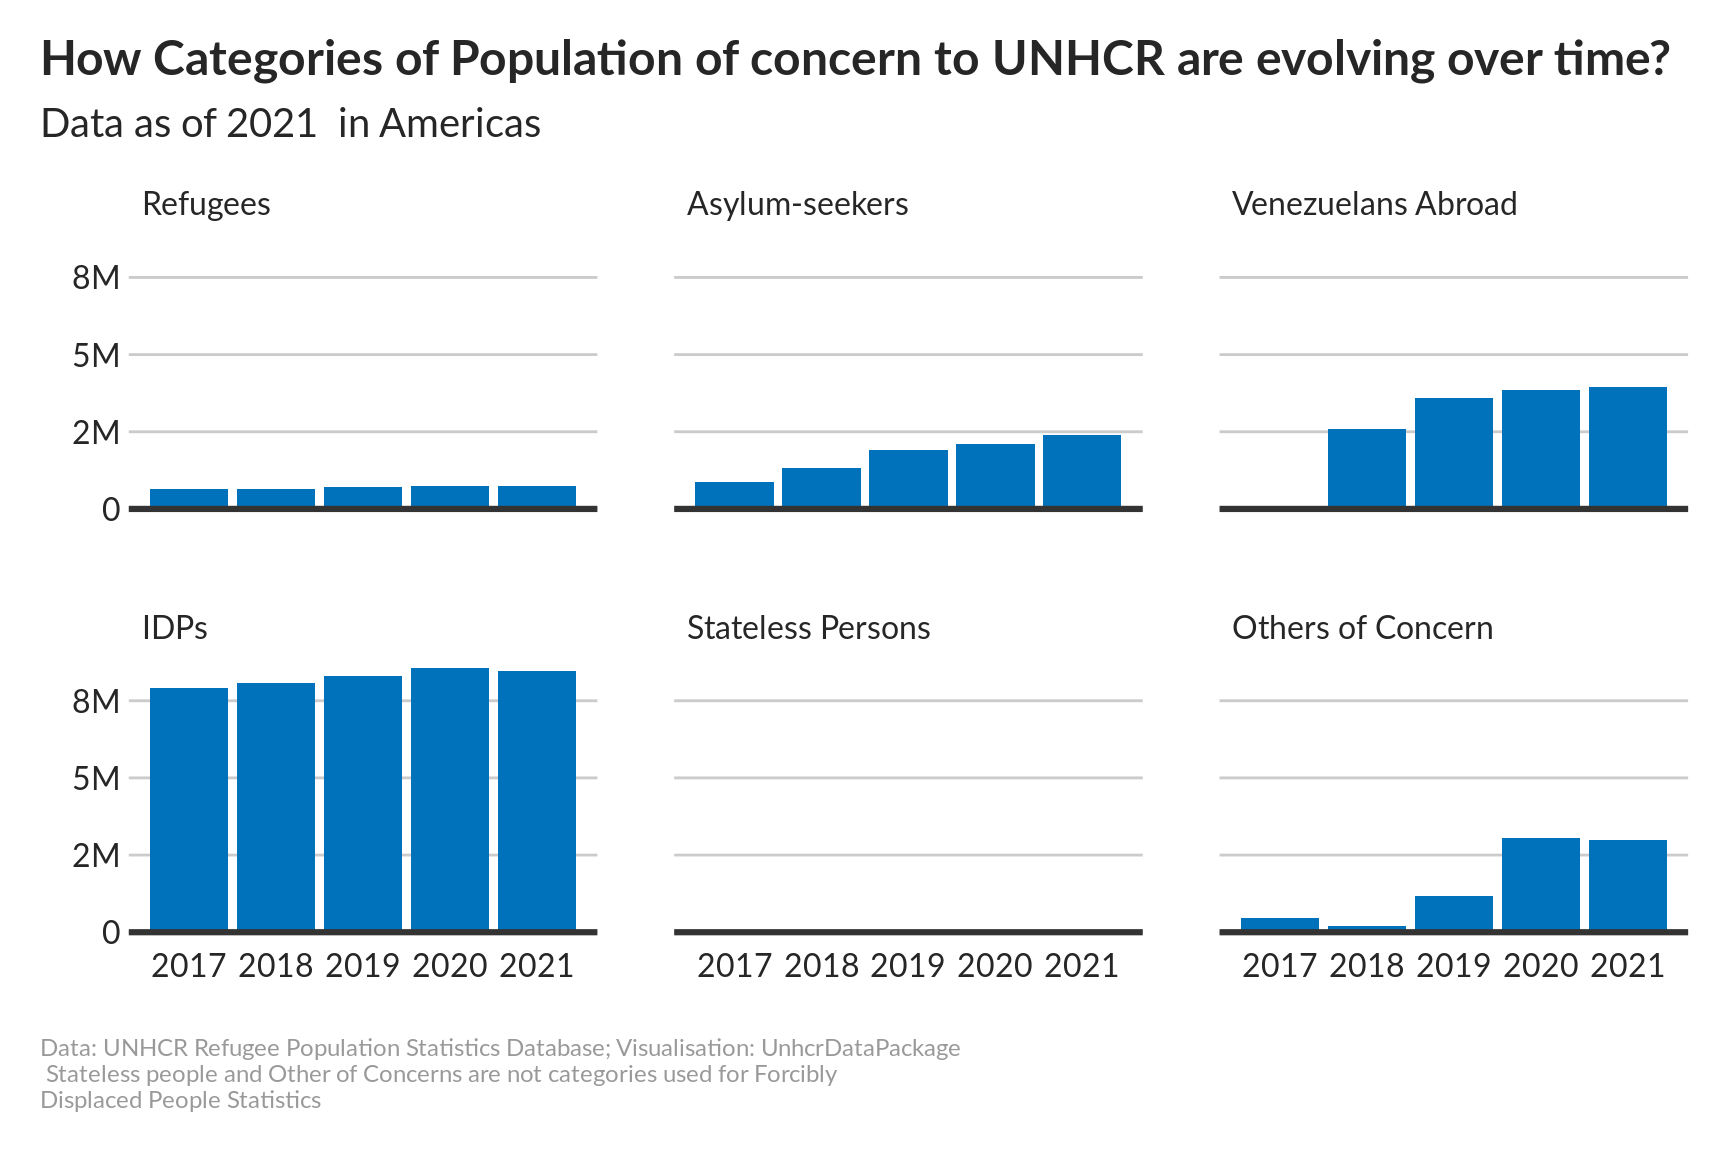 How Categories of Population of concern to UNHCR are evolving over time?
Data as of 2021  in Americas
Refugees
Asylum-seekers
Venezuelans Abroad
8M
5M
2M
0
IDPs
Stateless Persons
Others of Concern
8M
5M
2M
0
2017 2018 2019 2020 2021
2017 2018 2019 2020 2021
2017 2018 2019 2020 2021
Data: UNHCR Refugee Population Statistics Database; Visualisation: UnhcrDataPackage
Stateless people and Other of Concerns are not categories used for Forcibly
Displaced People Statistics